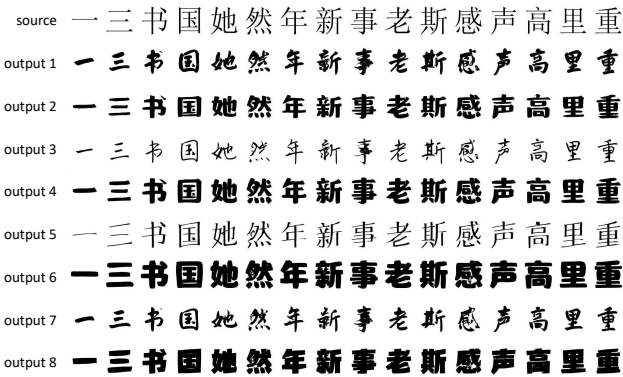 source 一三书国她然年新事老斯感声高里重
output 1 一三书国她然年新事老斯感声高里重
output 2 一三书国她然年新事老斯感声高里重
output 3 一三书国她然年新事老斯感声高里重
output 4 一三书国她然年新事老斯感声高里重
output 5 一三书国她然年新事老斯感声高里重
output 6 一三书国她然年新事老斯感声高里重
output 7 一三书国她然年新事老斯感声高里重
output 8 一三书国她然年新事老斯感声高里重